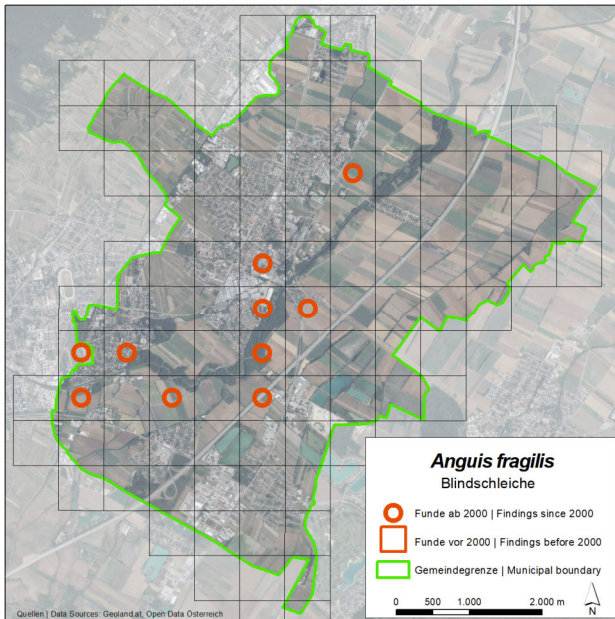 Anguis fragilis
Blindschleiche
Funde ab 2000 | Findings since 2000
Funde vor 2000 | Findings before 2000
Gemeindegrenze | Municipal boundary
0 500 1.000 2.000 m
N
Quellen | Data Sources: Geoland.at, Open Data Österreich